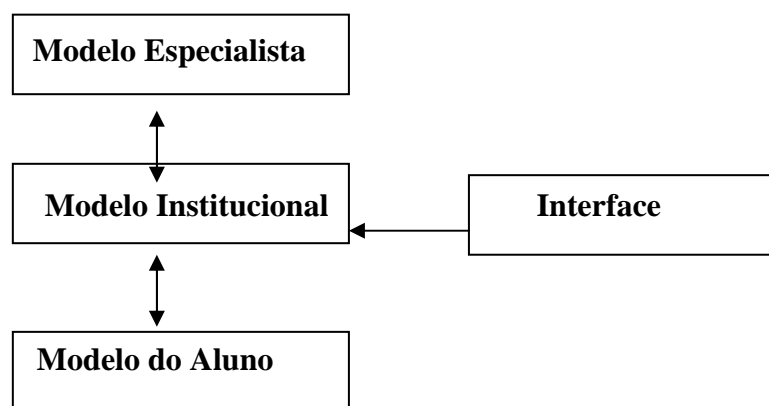 Modelo Especialista
Modelo Institucional
Interface
Modelo do Aluno